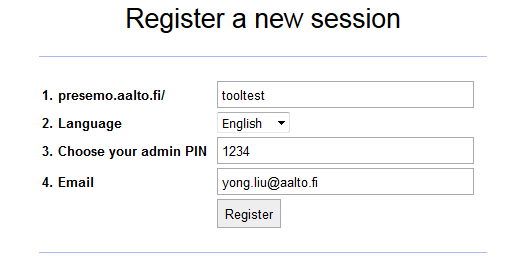 Register a new session
1. presemo.aalto.fi/ tooltest
2. Language English
3. Choose your admin PIN 1234
4. Email yong.liu@aalto.fi
Register